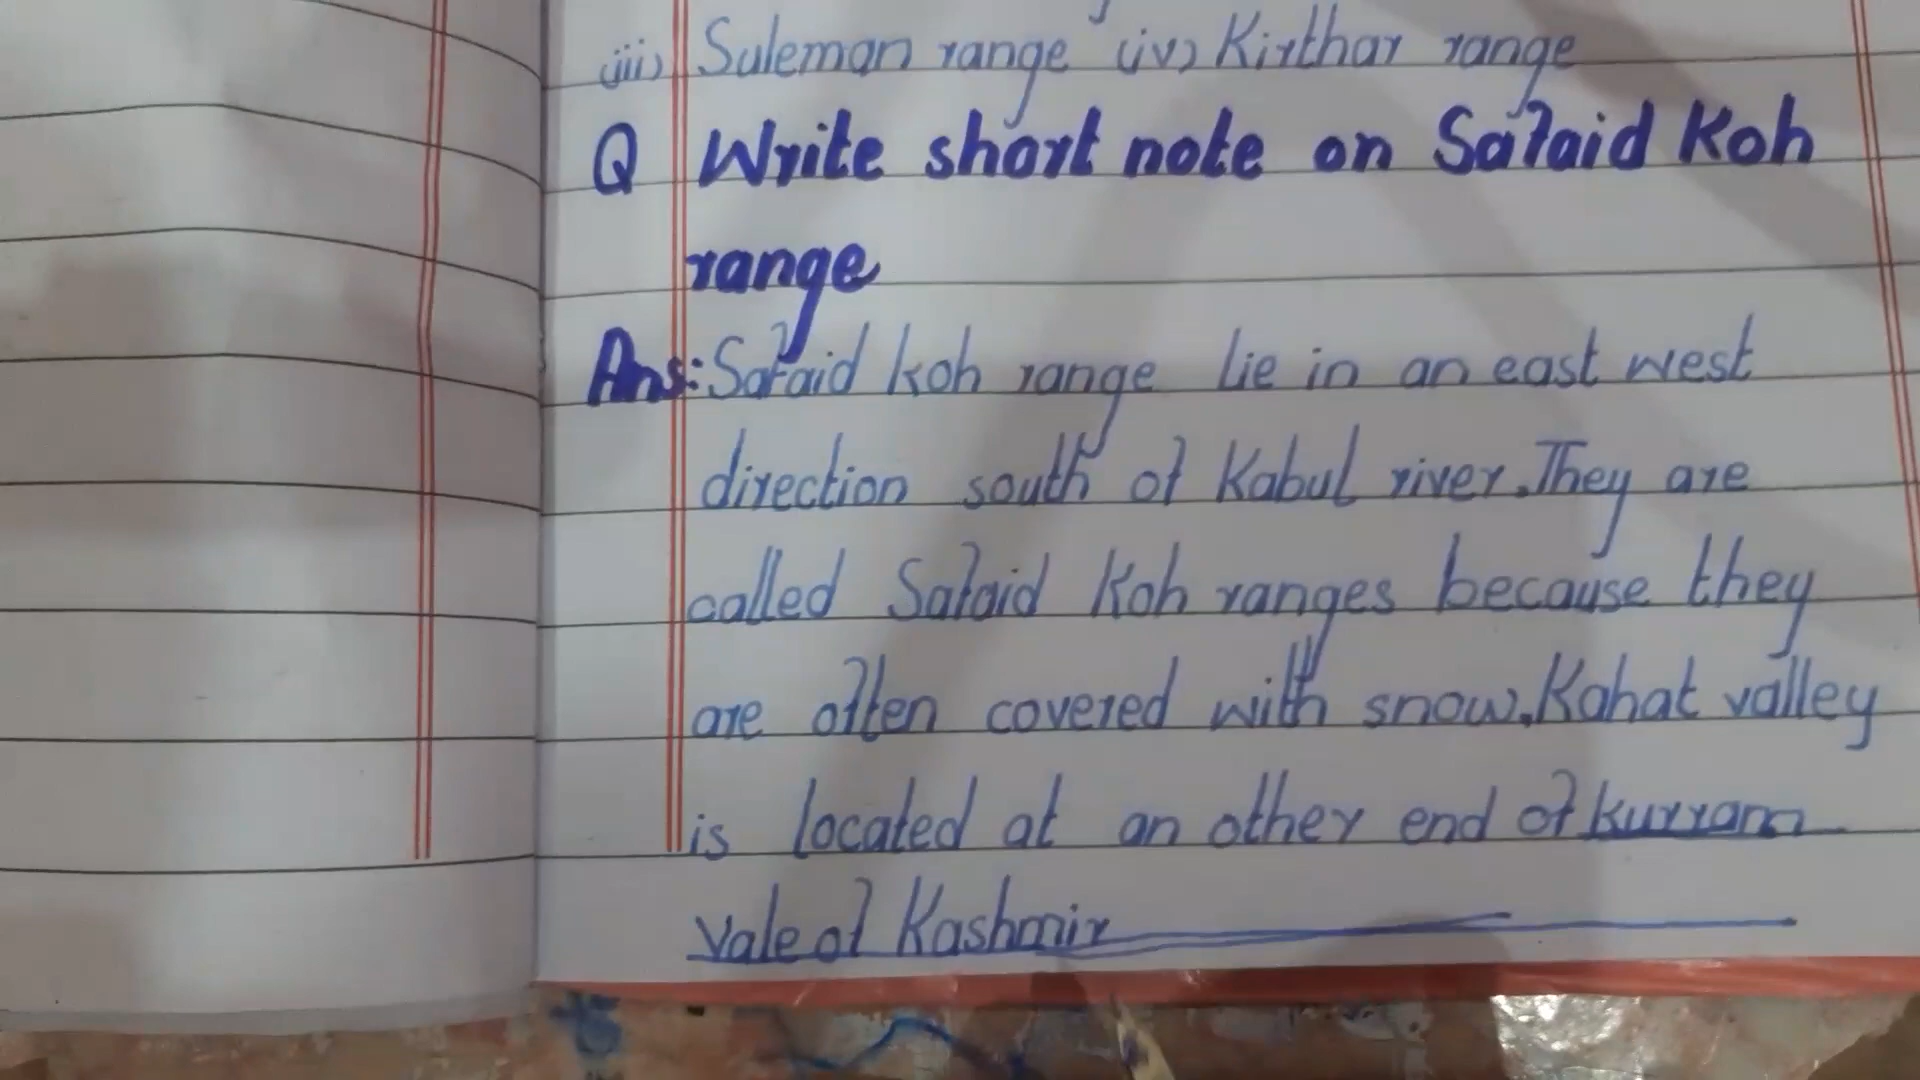 iii) Suleman range iv) Kirthar range
Q Write short note on Safaid Koh
range
Ans: Safaid koh range lie in an east west
direction south of Kabul river. They are
called Safaid Koh ranges because they
are often covered with snow. Kohat valley
is located at an other end of kurram
vale of Kashmir